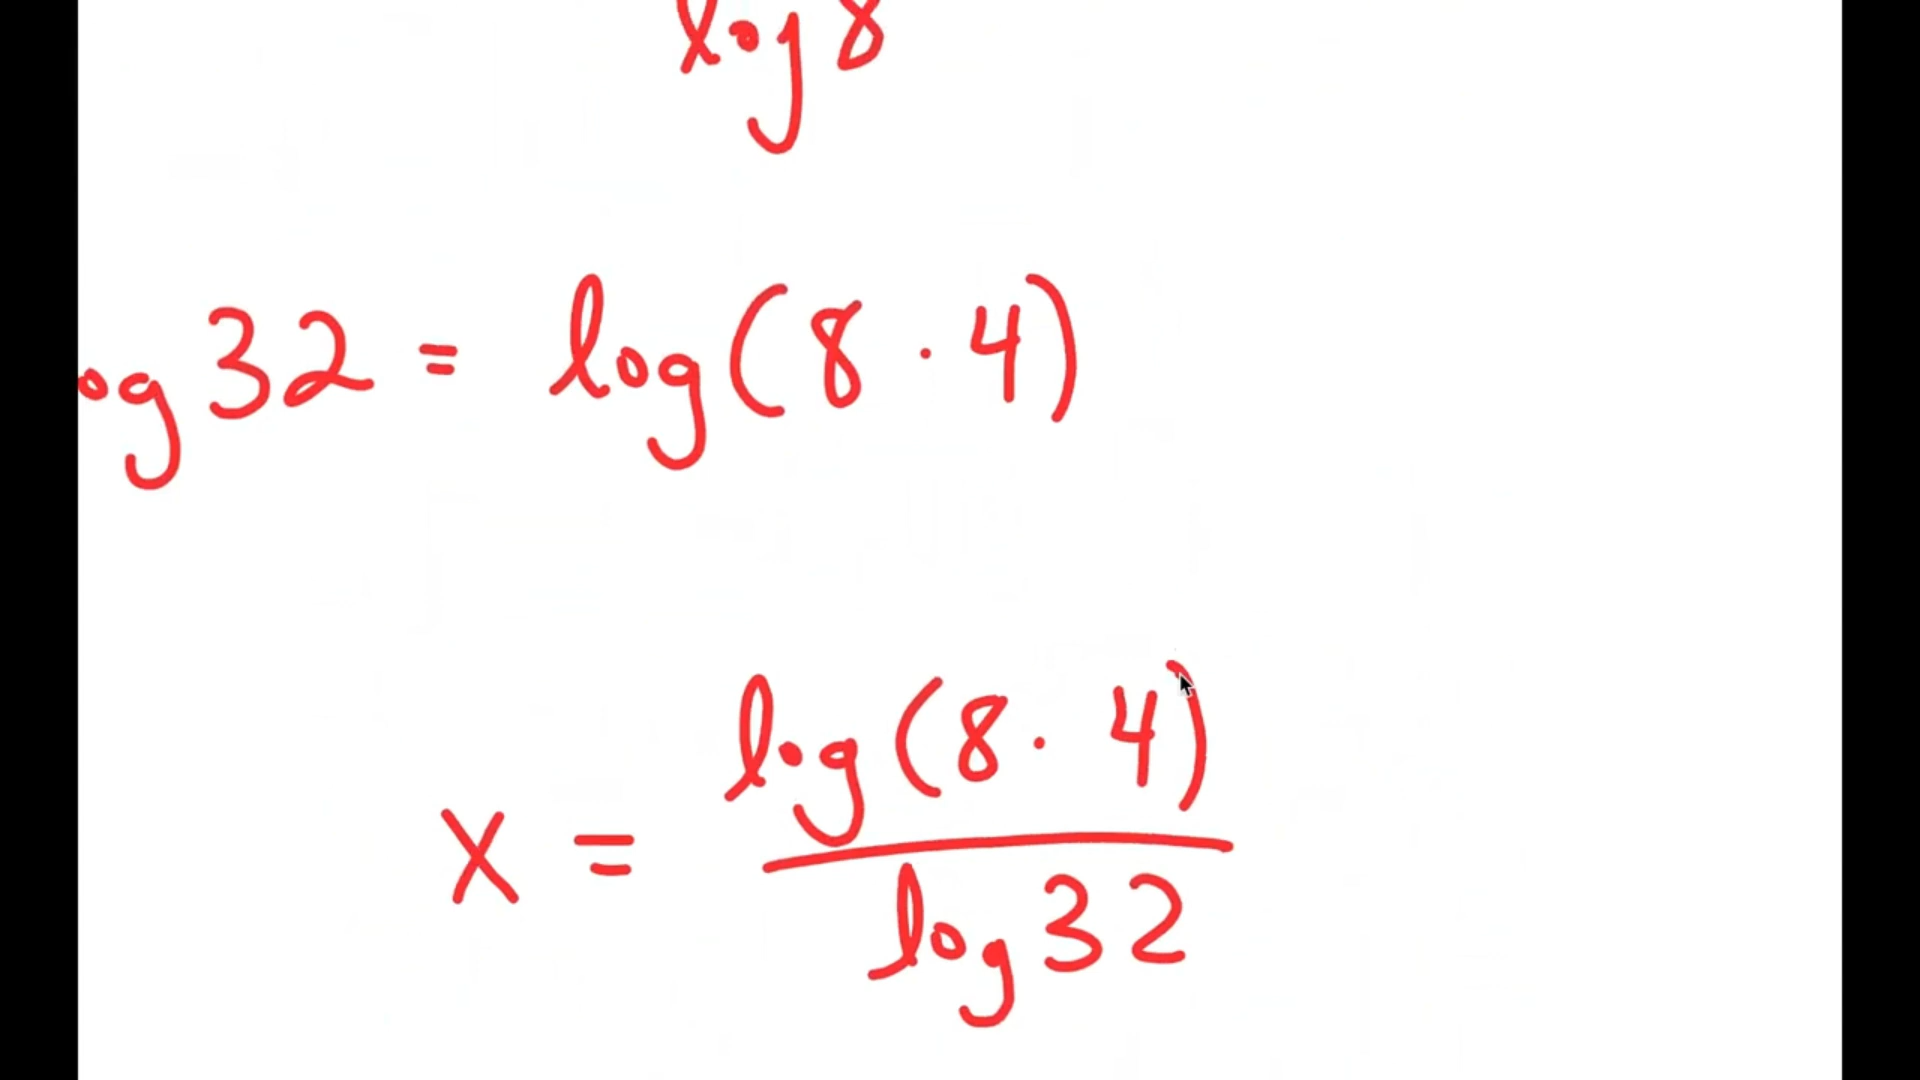 log 8
og 32 = log(8 · 4)
x = log(8 · 4)
log 32